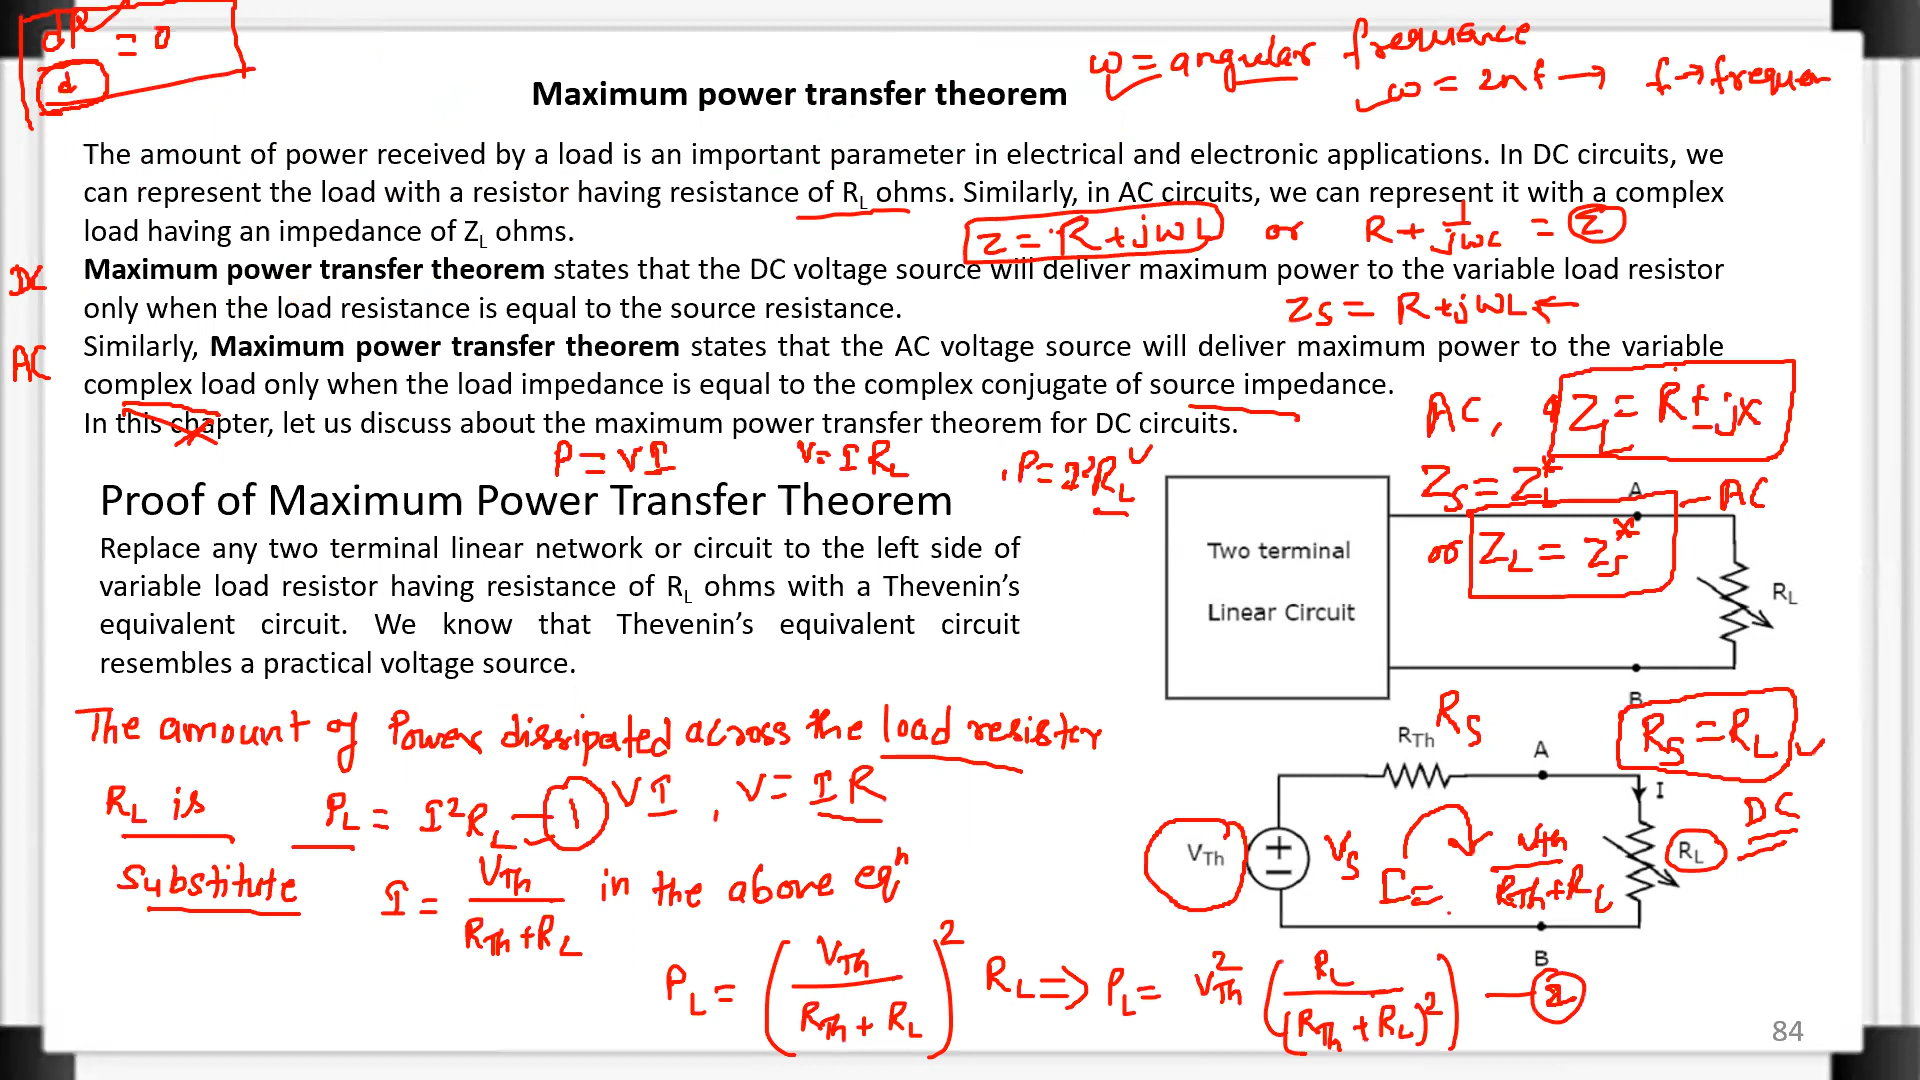 dP/d = 0
ω = angular frequence
ω = 2πf → f → frequen
Maximum power transfer theorem
The amount of power received by a load is an important parameter in electrical and electronic applications. In DC circuits, we
can represent the load with a resistor having resistance of RL ohms. Similarly, in AC circuits, we can represent it with a complex
load having an impedance of ZL ohms.
Z = R + jωL or R + 1/jωC = Z
DC
Maximum power transfer theorem states that the DC voltage source will deliver maximum power to the variable load resistor
only when the load resistance is equal to the source resistance.
Zs = R + jωL ←
AC
Similarly, Maximum power transfer theorem states that the AC voltage source will deliver maximum power to the variable
complex load only when the load impedance is equal to the complex conjugate of source impedance.
In this chapter, let us discuss about the maximum power transfer theorem for DC circuits.
AC, ZL = R ± jx
P = VI V = IRL P = I²RL
Zs = ZL*
or ZL = Zs* - AC
Proof of Maximum Power Transfer Theorem
Replace any two terminal linear network or circuit to the left side of
variable load resistor having resistance of RL ohms with a Thevenin's
equivalent circuit. We know that Thevenin's equivalent circuit
resembles a practical voltage source.
Two terminal
Linear Circuit
A
RL
B
The amount of Power dissipated across the load resister
RL is PL = I²RL - 1 VI, V = IR
Substitute I = VTh/(RTh + RL) in the above eqn
PL = (VTh/(RTh + RL))² RL ⇒ PL = VTh² (RL/(RTh + RL)²) - 2
RTh Rs
A
Rs = RL
I
DC
VTh
Vs
RL
I = VTh/(RTh + RL)
B
84